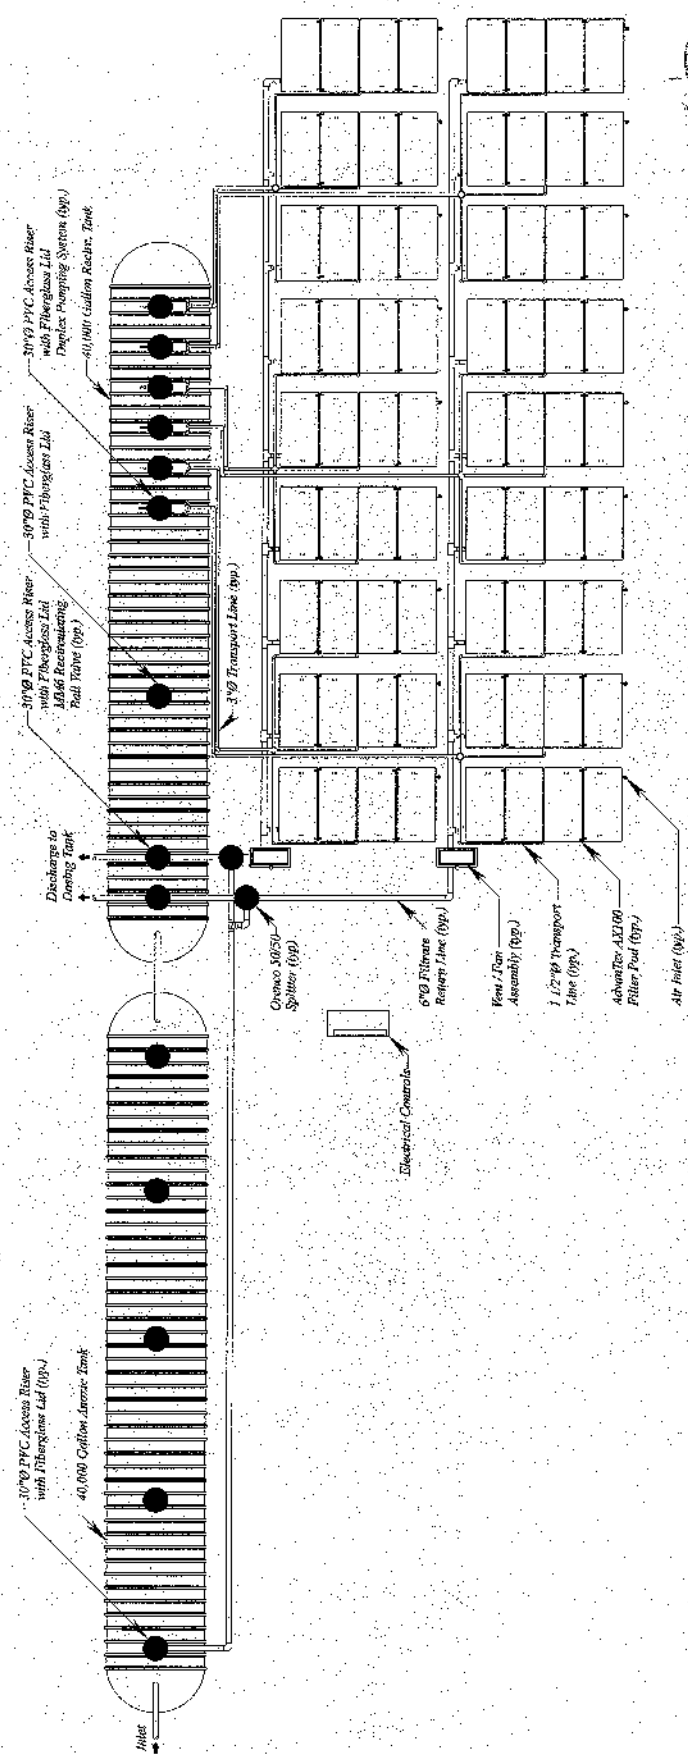 30"Ø PVC Access Riser
with Fiberglass Lid
Duplex Pumping System (typ.)
40,000 Gallon Recirc. Tank
30"Ø PVC Access Riser
with Fiberglass Lid
30"Ø PVC Access Riser
with Fiberglass Lid
MM6 Recirculating
Ball Valve (typ.)
3"Ø Transport Line (typ.)
Discharge to
Dosing Tank
Orenco 50/50
Splitter (typ)
6"Ø Filtrate
Return Line (typ.)
Vent / Fan
Assembly (typ.)
1 1/2"Ø Transport
Line (typ.)
AdvanTex AX100
Filter Pod (typ.)
Air Inlet (typ.)
Electrical Controls
30"Ø PVC Access Riser
with Fiberglass Lid (typ.)
40,000 Gallon Anoxic Tank
Inlet